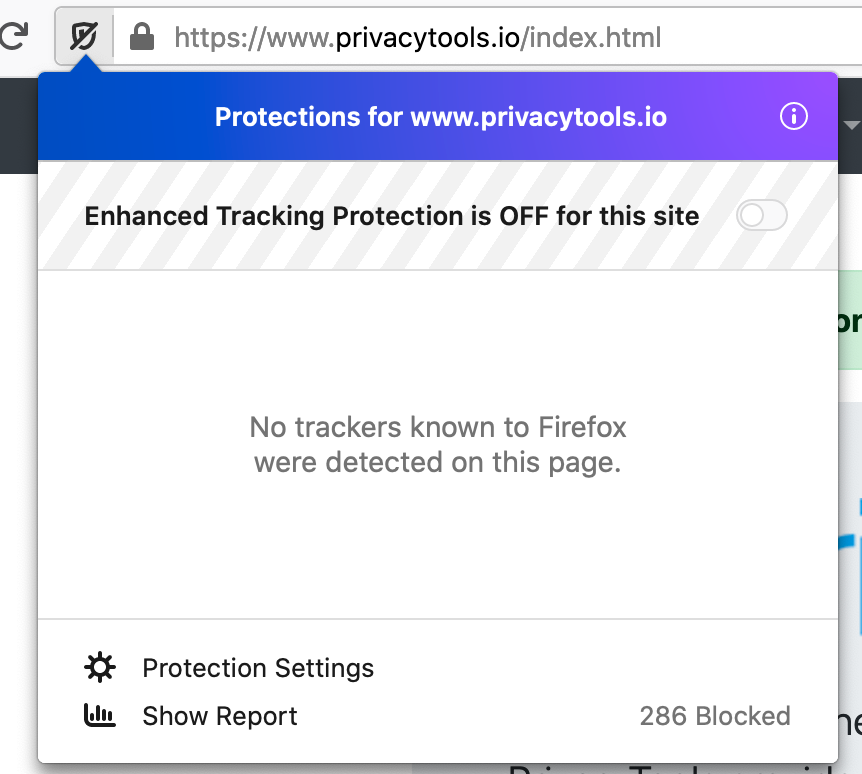 https://www.privacytools.io/index.html
Protections for www.privacytools.io
Enhanced Tracking Protection is OFF for this site
No trackers known to Firefox
were detected on this page.
Protection Settings
Show Report
286 Blocked